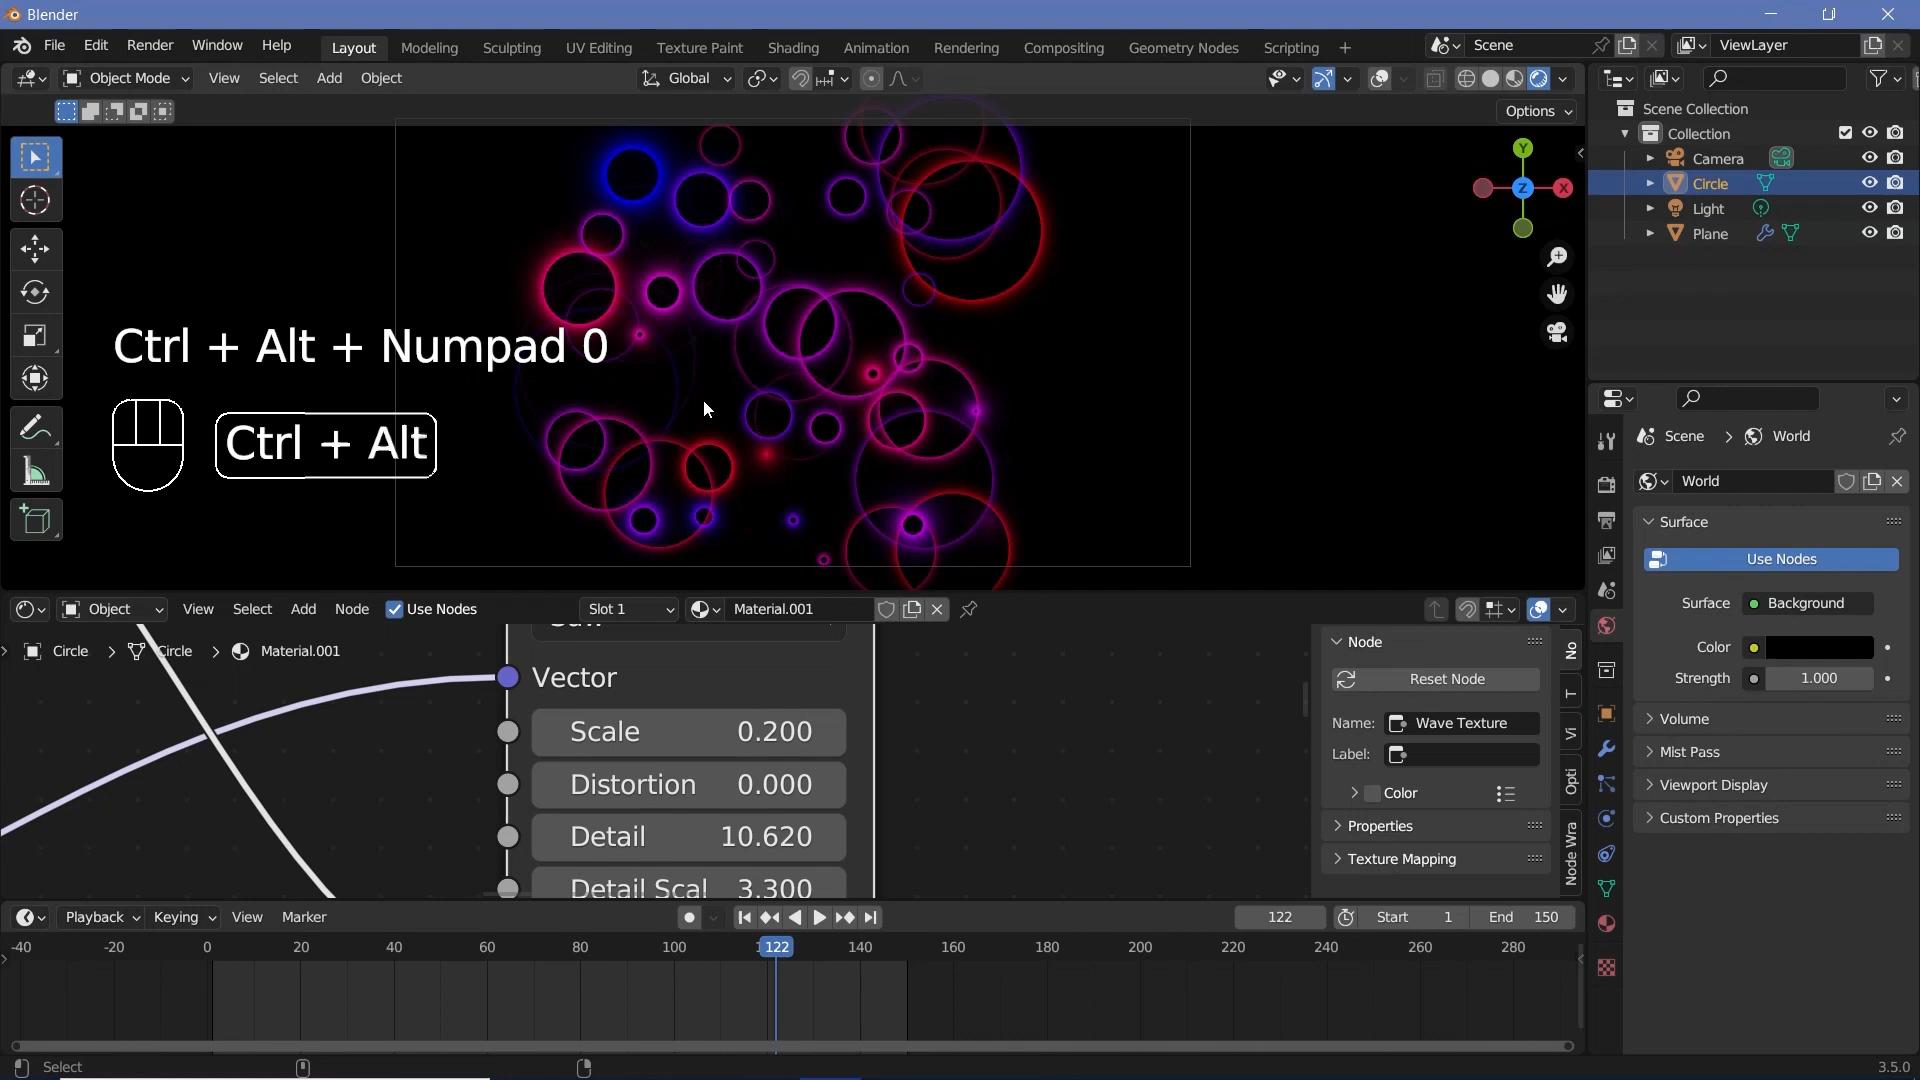 Blender
File Edit Render Window Help
Layout Modeling Sculpting UV Editing Texture Paint Shading Animation Rendering Compositing Geometry Nodes Scripting +
Scene
ViewLayer
Object Mode View Select Add Object
Global
Options
Scene Collection
Collection
Camera
Circle
Light
Plane
Y
Z
X
Ctrl + Alt + Numpad 0
Ctrl + Alt
Scene > World
World
Surface
Use Nodes
Surface Background
Color
Strength 1.000
Volume
Mist Pass
Viewport Display
Custom Properties
Object View Select Add Node Use Nodes Slot 1 Material.001
Circle > Circle > Material.001
Vector
Scale 0.200
Distortion 0.000
Detail 10.620
Detail Scal 3.300
Node
Reset Node
Name: Wave Texture
Label:
Color
Properties
Texture Mapping
No
T
Vi
Opti
Node Wra
Playback Keying View Marker
122 Start 1 End 150
-40 -20 0 20 40 60 80 100 122 140 160 180 200 220 240 260 280
Select
3.5.0